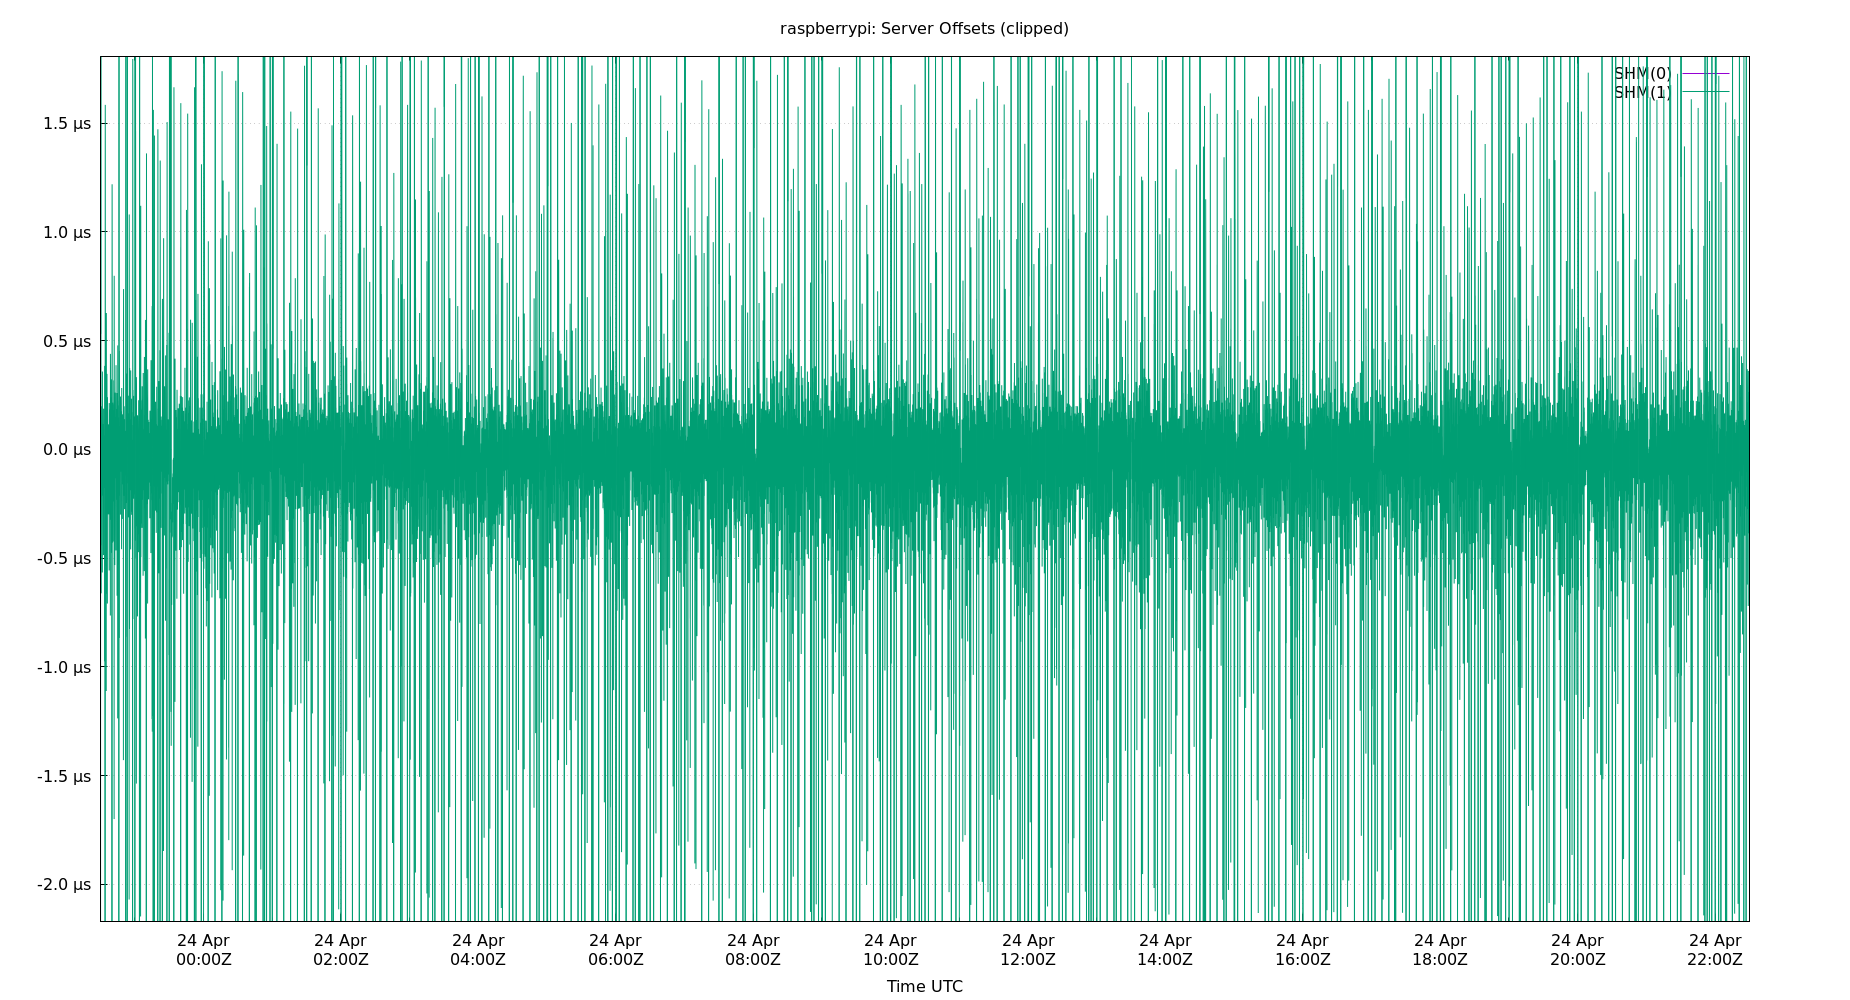 raspberrypi: Server Offsets (clipped)
SHM(0)
SHM(1)
1.5 µs
1.0 µs
0.5 µs
0.0 µs
-0.5 µs
-1.0 µs
-1.5 µs
-2.0 µs
24 Apr 24 Apr 24 Apr 24 Apr 24 Apr 24 Apr 24 Apr 24 Apr 24 Apr 24 Apr 24 Apr 24 Apr
00:00Z 02:00Z 04:00Z 06:00Z 08:00Z 10:00Z 12:00Z 14:00Z 16:00Z 18:00Z 20:00Z 22:00Z
Time UTC